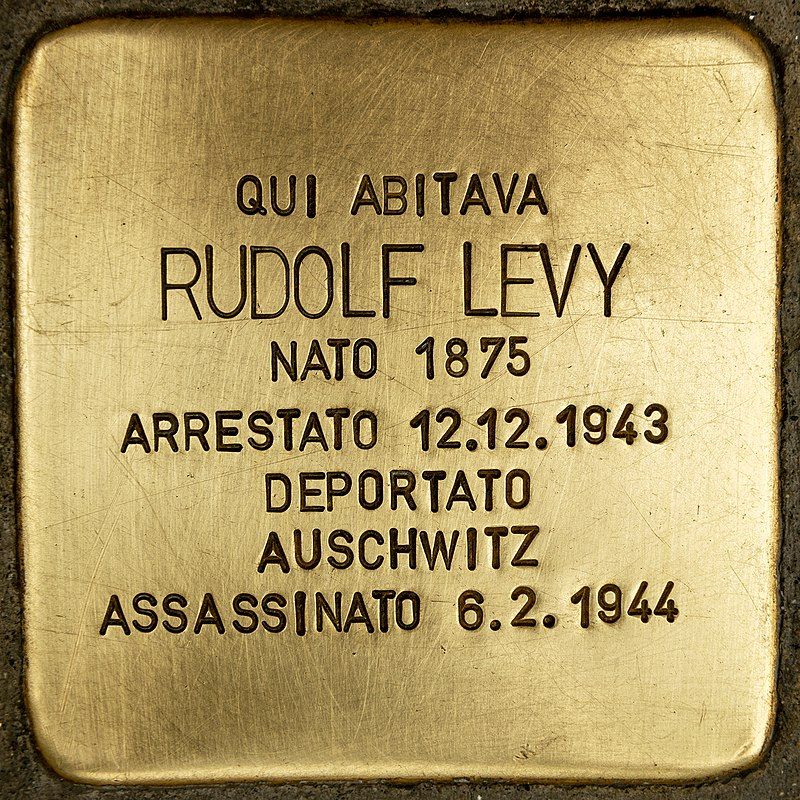 QUI ABITAVA
RUDOLF LEVY
NATO 1875
ARRESTATO 12.12.1943
DEPORTATO
AUSCHWITZ
ASSASSINATO 6.2.1944